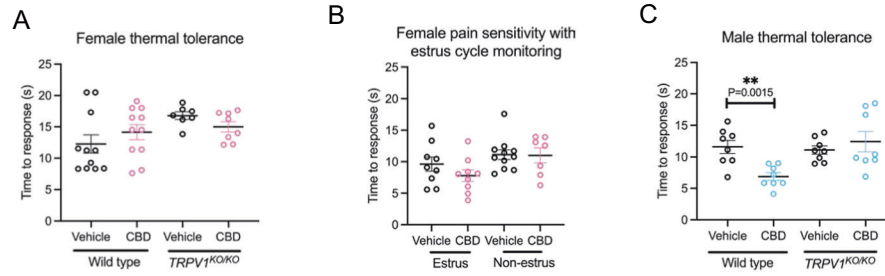 A
Female thermal tolerance
Time to response (s)
25
20
15
10
5
0
Vehicle CBD Vehicle CBD
Wild type TRPV1KO/KO
B
Female pain sensitivity with
estrus cycle monitoring
Time to response (s)
25
20
15
10
5
0
Vehicle CBD Vehicle CBD
Estrus Non-estrus
C
Male thermal tolerance
Time to response (s)
25
20
15
10
5
0
**
P=0.0015
Vehicle CBD Vehicle CBD
Wild type TRPV1KO/KO